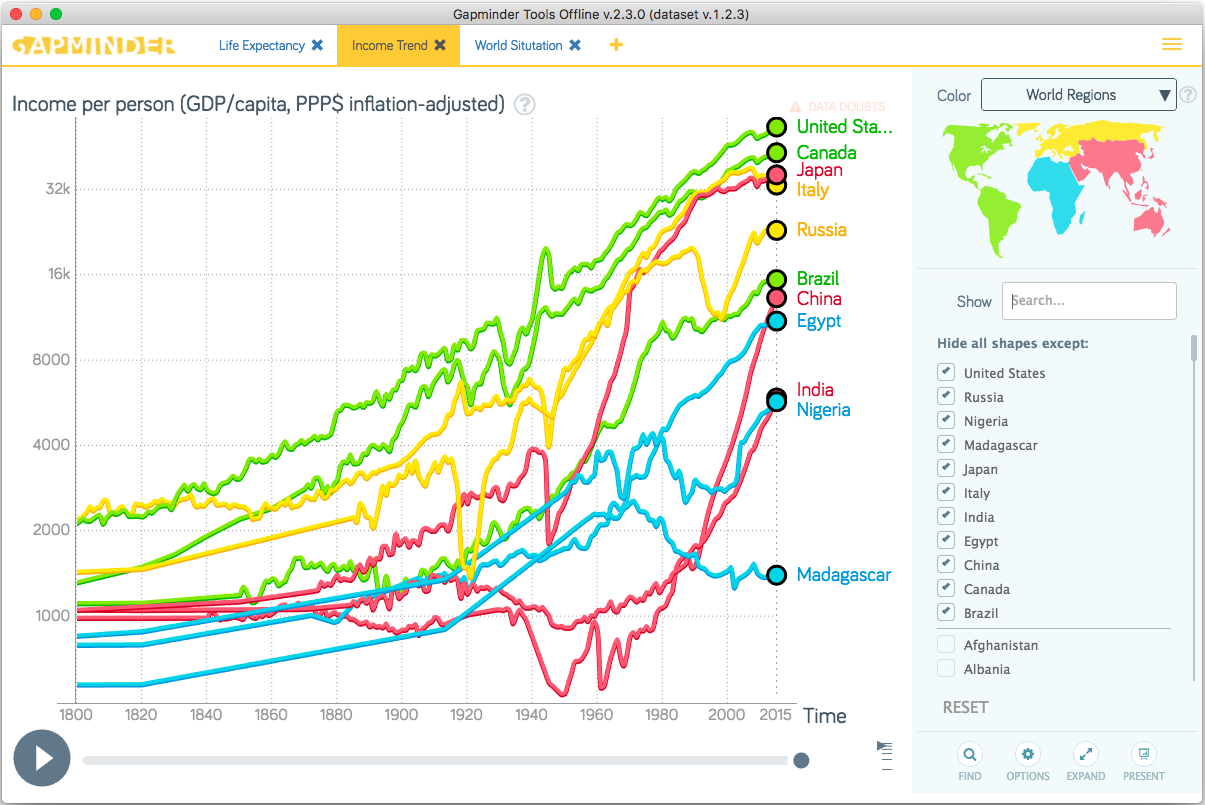 Gapminder Tools Offline v.2.3.0 (dataset v.1.2.3)
GAPMINDER
Life Expectancy ✖ Income Trend ✖ World Situtation ✖ +
Income per person (GDP/capita, PPP$ inflation-adjusted) ?
DATA DOUBTS
United Sta...
Canada
Japan
Italy
Russia
Brazil
China
Egypt
India
Nigeria
Madagascar
32k
16k
8000
4000
2000
1000
1800 1820 1840 1860 1880 1900 1920 1940 1960 1980 2000 2015 Time
Color World Regions ▼ ?
Show Search...
Hide all shapes except:
United States
Russia
Nigeria
Madagascar
Japan
Italy
India
Egypt
China
Canada
Brazil
Afghanistan
Albania
RESET
FIND OPTIONS EXPAND PRESENT